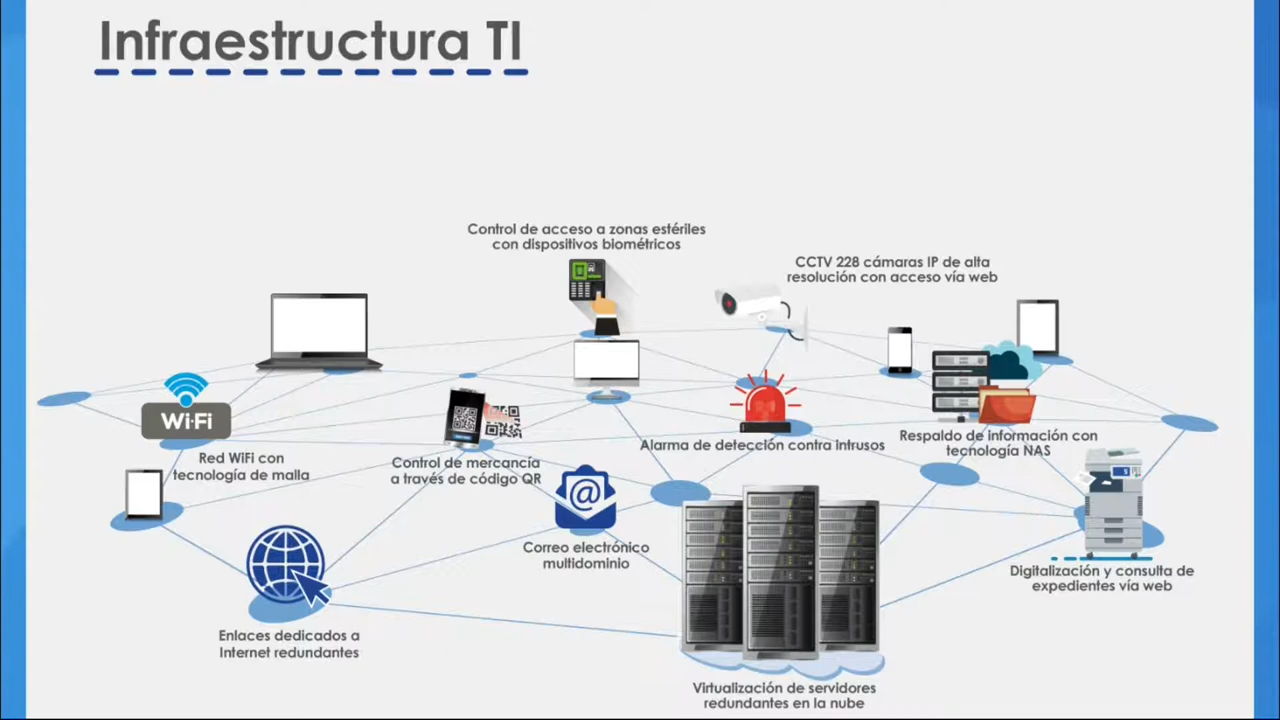 Infraestructura TI
Control de acceso a zonas estériles
con dispositivos biométricos
CCTV 228 cámaras IP de alta
resolución con acceso vía web
Wi-Fi
Red WiFi con
tecnología de malla
Control de mercancía
a través de código QR
Alarma de detección contra intrusos
Respaldo de información con
tecnología NAS
@
Correo electrónico
multidominio
Digitalización y consulta de
expedientes vía web
Enlaces dedicados a
Internet redundantes
Virtualización de servidores
redundantes en la nube